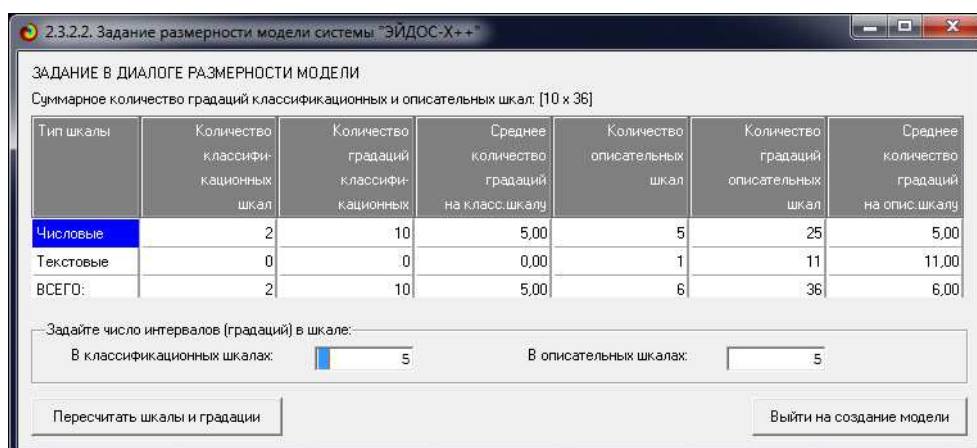 2.3.2.2. Задание размерности модели системы "ЭЙДОС-X++"
ЗАДАНИЕ В ДИАЛОГЕ РАЗМЕРНОСТИ МОДЕЛИ
Суммарное количество градаций классификационных и описательных шкал: [10 x 36]
Тип шкалы Количество Количество Среднее Количество Количество Среднее
классифи- градаций количество описательных градаций количество
кационных классифи- градаций шкал описательных градаций
шкал кационных на класс.шкалу шкал на опис.шкалу
Числовые 2 10 5,00 5 25 5,00
Текстовые 0 0 0,00 1 11 11,00
ВСЕГО: 2 10 5,00 6 36 6,00
Задайте число интервалов (градаций) в шкале:
В классификационных шкалах: 5 В описательных шкалах: 5
Пересчитать шкалы и градации Выйти на создание модели